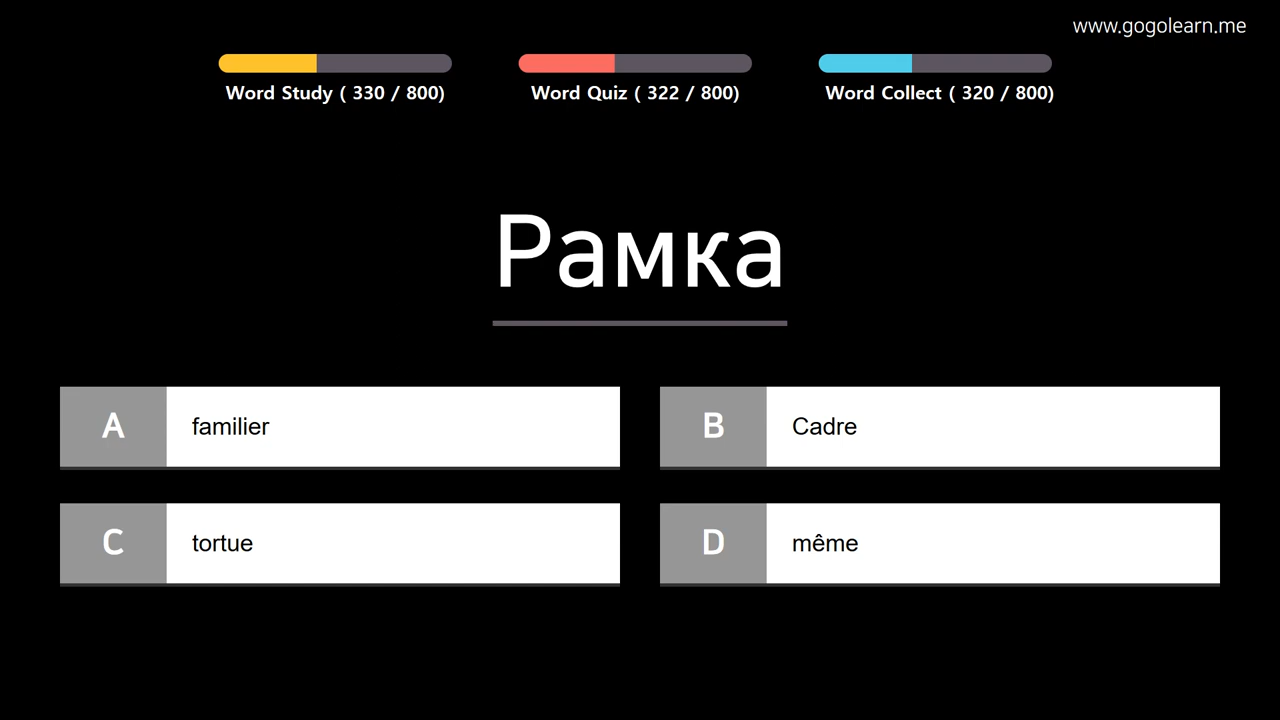 www.gogolearn.me
Word Study ( 330 / 800)
Word Quiz ( 322 / 800)
Word Collect ( 320 / 800)
Рамка
A familier
B Cadre
C tortue
D même